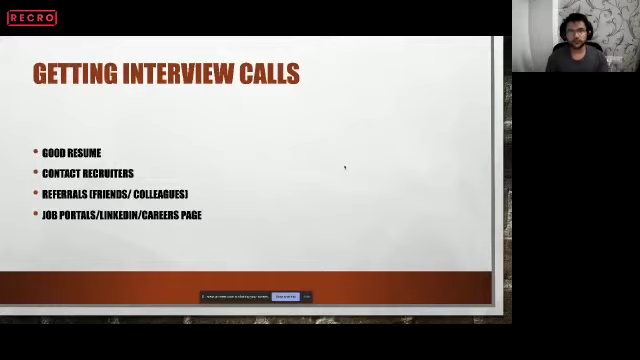 RECRO
GETTING INTERVIEW CALLS
GOOD RESUME
CONTACT RECRUITERS
REFERRALS (FRIENDS/ COLLEAGUES)
JOB PORTALS/LINKEDIN/CAREERS PAGE